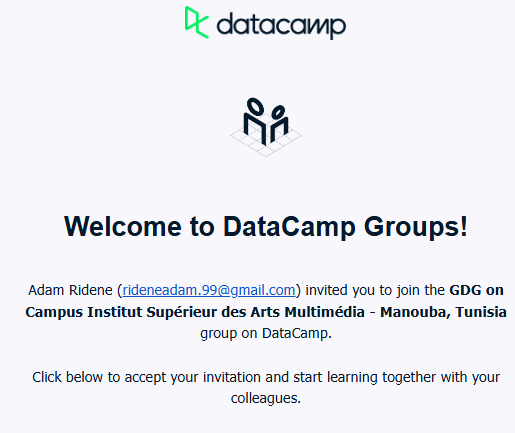 datacamp
Welcome to DataCamp Groups!
Adam Ridene (rideneadam.99@gmail.com) invited you to join the GDG on
Campus Institut Supérieur des Arts Multimédia - Manouba, Tunisia
group on DataCamp.
Click below to accept your invitation and start learning together with your
colleagues.